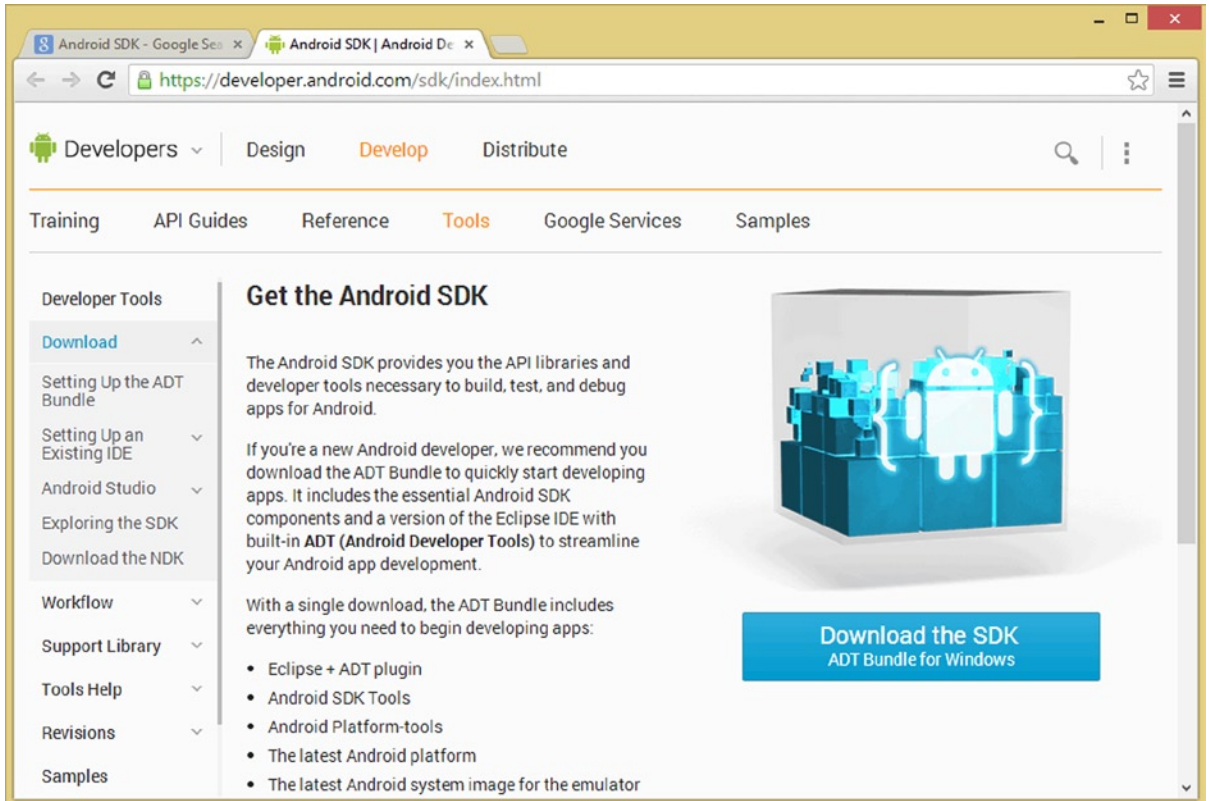 Android SDK - Google Sea
Android SDK | Android De
https://developer.android.com/sdk/index.html
Developers
Design
Develop
Distribute
Training
API Guides
Reference
Tools
Google Services
Samples
Developer Tools
Download
Setting Up the ADT
Bundle
Setting Up an
Existing IDE
Android Studio
Exploring the SDK
Download the NDK
Workflow
Support Library
Tools Help
Revisions
Samples
Get the Android SDK
The Android SDK provides you the API libraries and
developer tools necessary to build, test, and debug
apps for Android.
If you're a new Android developer, we recommend you
download the ADT Bundle to quickly start developing
apps. It includes the essential Android SDK
components and a version of the Eclipse IDE with
built-in ADT (Android Developer Tools) to streamline
your Android app development.
With a single download, the ADT Bundle includes
everything you need to begin developing apps:
• Eclipse + ADT plugin
• Android SDK Tools
• Android Platform-tools
• The latest Android platform
• The latest Android system image for the emulator
Download the SDK
ADT Bundle for Windows